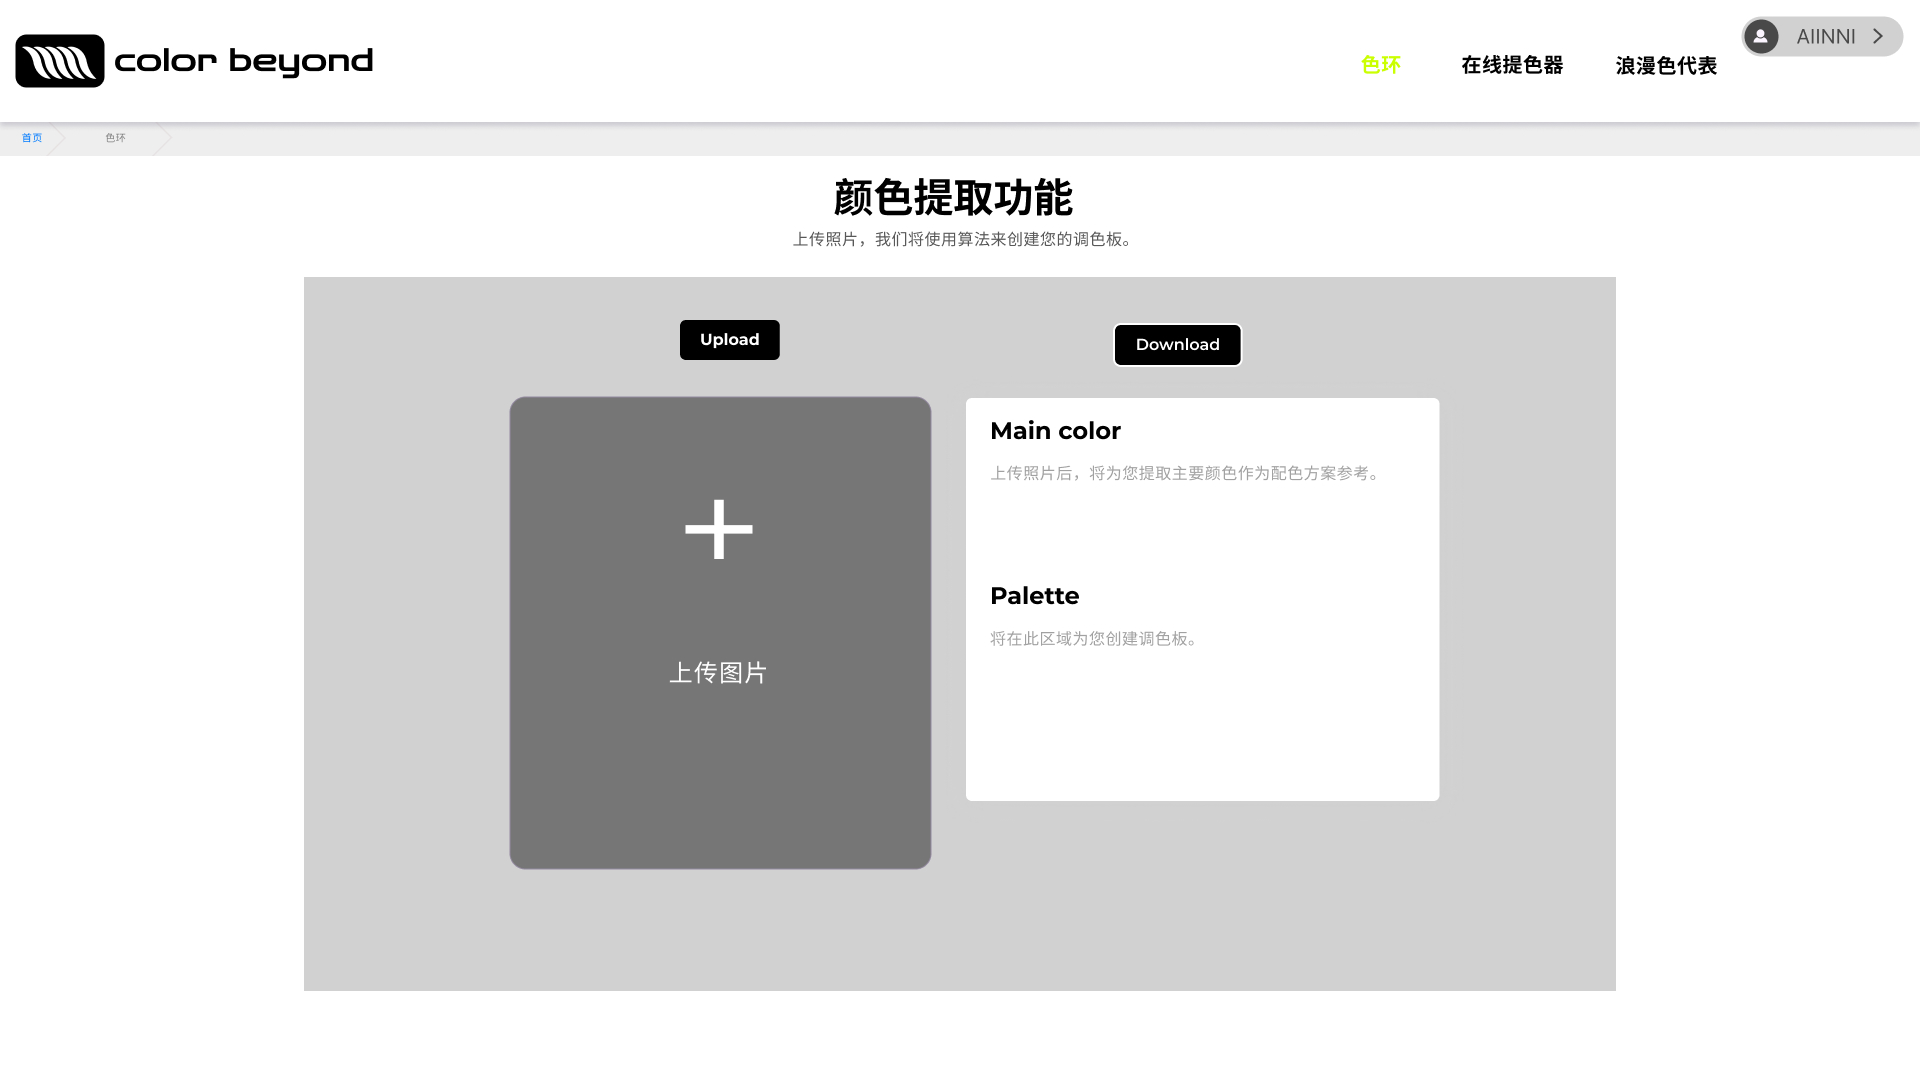 color beyond
色环
在线提色器
浪漫色代表
AIINNI
首页
色环
颜色提取功能
上传照片，我们将使用算法来创建您的调色板。
Upload
Download
上传图片
Main color
上传照片后，将为您提取主要颜色作为配色方案参考。
Palette
将在此区域为您创建调色板。